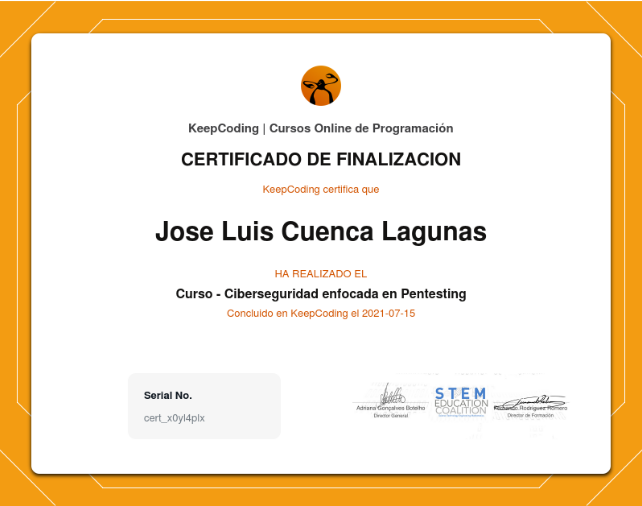 KeepCoding | Cursos Online de Programación
CERTIFICADO DE FINALIZACION
KeepCoding certifica que
Jose Luis Cuenca Lagunas
HA REALIZADO EL
Curso - Ciberseguridad enfocada en Pentesting
Concluido en KeepCoding el 2021-07-15
Serial No.
cert_x0yl4plx
STEM
EDUCATION
COALITION
Adriana Gonçalves Botelho
Director General
Fernando Rodríguez Romero
Director de Formación